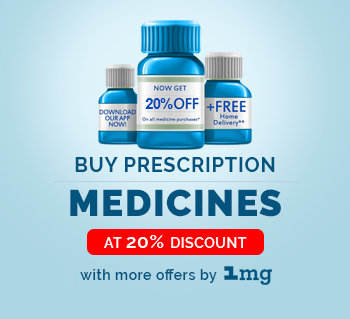 NOW GET
20%OFF
On all medicine purchases*
DOWNLOAD
OUR APP
NOW!
+FREE
Home
Delivery**
BUY PRESCRIPTION
MEDICINES
AT 20% DISCOUNT
with more offers by 1mg